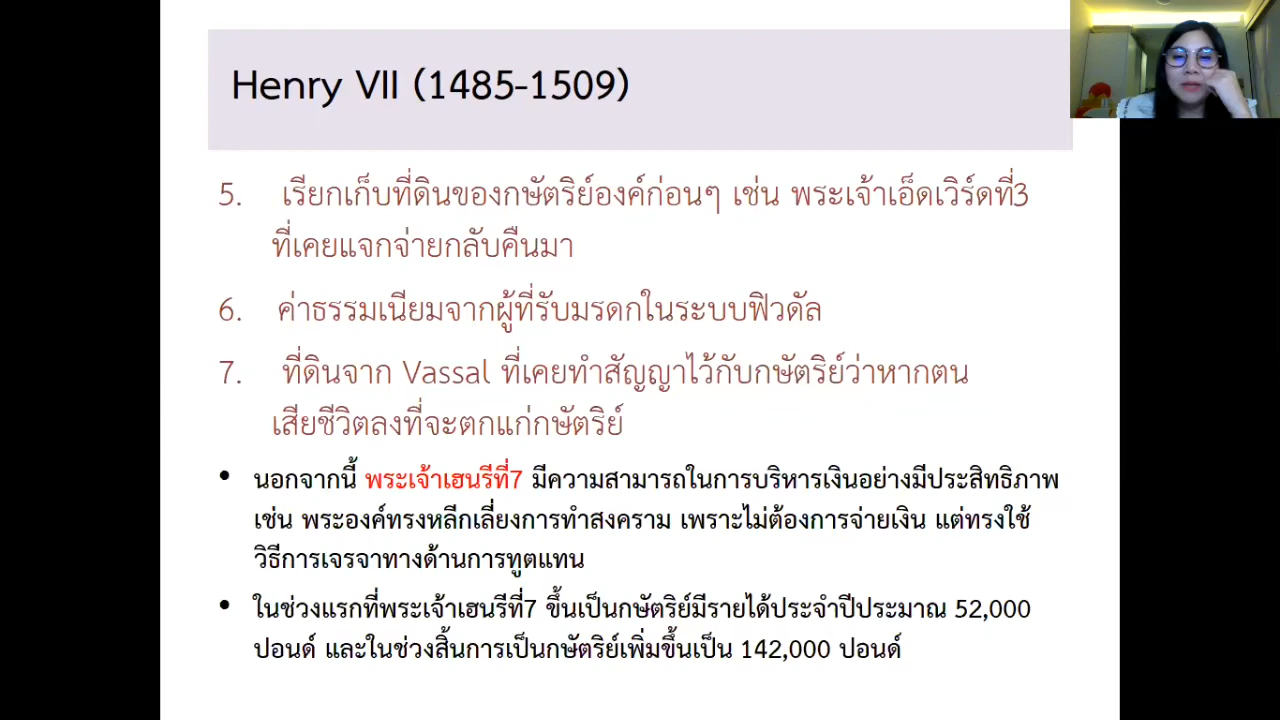 Henry VII (1485-1509)
5. เรียกเก็บที่ดินของกษัตริย์องค์ก่อนๆ เช่น พระเจ้าเอ็ดเวิร์ดที่3
ที่เคยแจกจ่ายกลับคืนมา
6. ค่าธรรมเนียมจากผู้ที่รับมรดกในระบบฟิวดัล
7. ที่ดินจาก Vassal ที่เคยทำสัญญาไว้กับกษัตริย์ว่าหากตน
เสียชีวิตลงที่จะตกแก่กษัตริย์
• นอกจากนี้ พระเจ้าเฮนรีที่7 มีความสามารถในการบริหารเงินอย่างมีประสิทธิภาพ
เช่น พระองค์ทรงหลีกเลี่ยงการทำสงคราม เพราะไม่ต้องการจ่ายเงิน แต่ทรงใช้
วิธีการเจรจาทางด้านการทูตแทน
• ในช่วงแรกที่พระเจ้าเฮนรีที่7 ขึ้นเป็นกษัตริย์มีรายได้ประจำปีประมาณ 52,000
ปอนด์ และในช่วงสิ้นการเป็นกษัตริย์เพิ่มขึ้นเป็น 142,000 ปอนด์